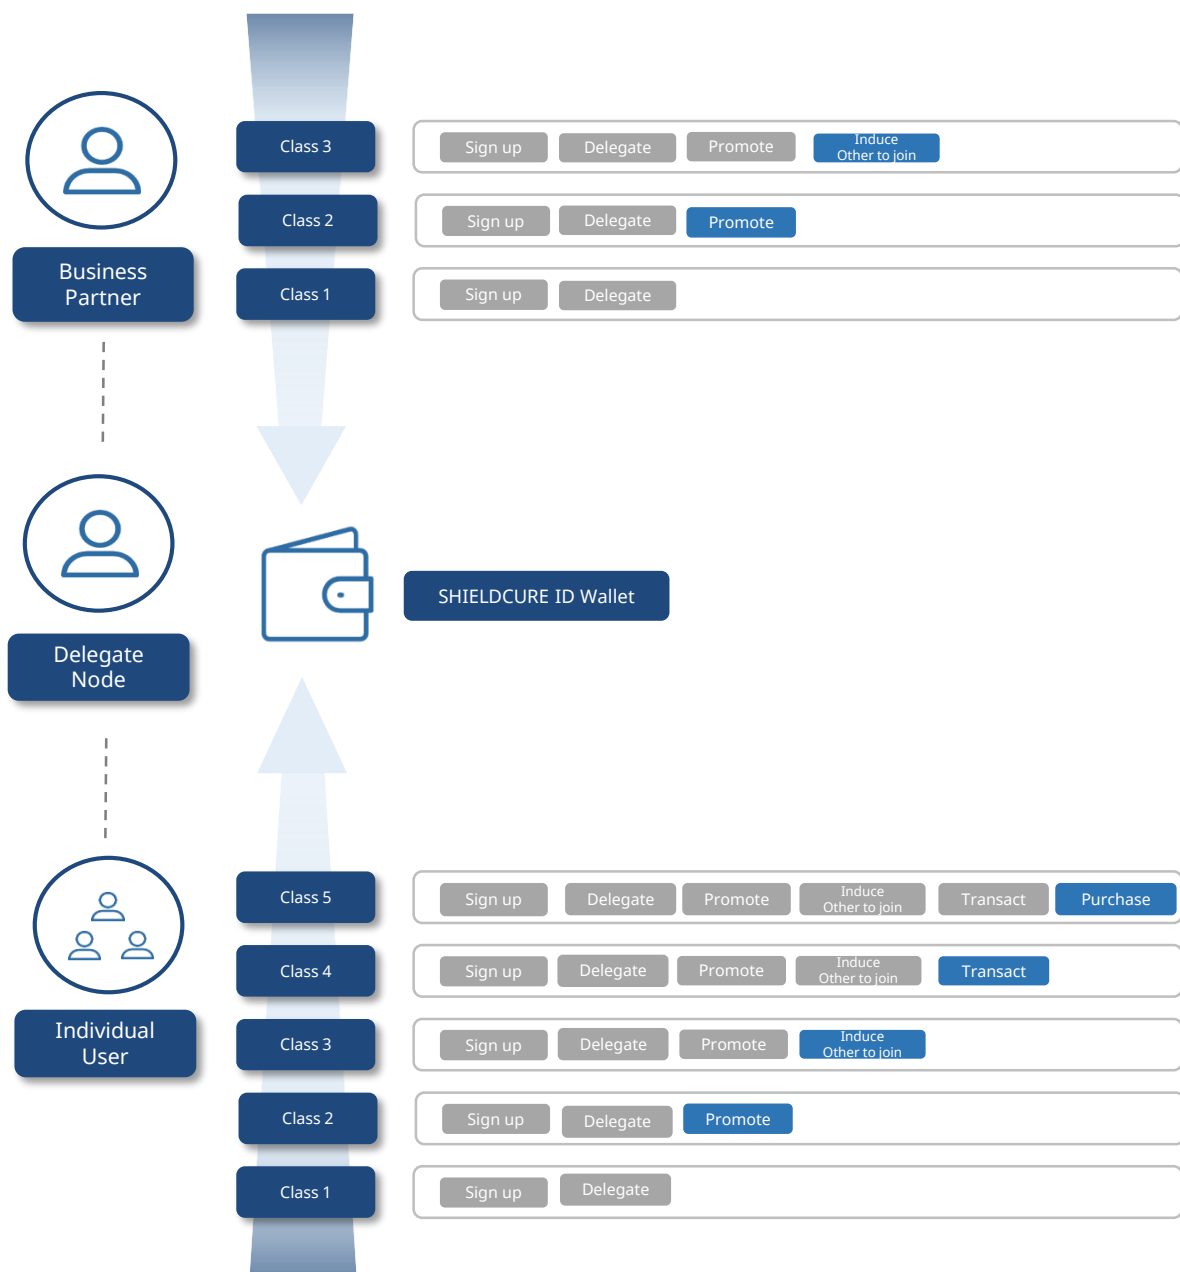 Class 3
Sign up
Delegate
Promote
Induce
Other to join
Class 2
Sign up
Delegate
Promote
Business
Partner
Class 1
Sign up
Delegate
SHIELDCURE ID Wallet
Delegate
Node
Class 5
Sign up
Delegate
Promote
Induce
Other to join
Transact
Purchase
Class 4
Sign up
Delegate
Promote
Induce
Other to join
Transact
Individual
User
Class 3
Sign up
Delegate
Promote
Induce
Other to join
Class 2
Sign up
Delegate
Promote
Class 1
Sign up
Delegate